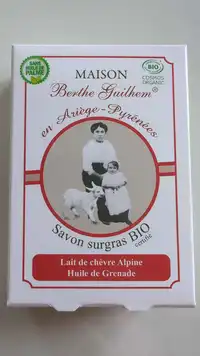 SANS
HUILE DE
PALME
BIO
COSMOS
ORGANIC
MAISON
Berthe Guilhem®
en Ariège-Pyrénées
Savon surgras BIO
certifié
Lait de chèvre Alpine
Huile de Grenade